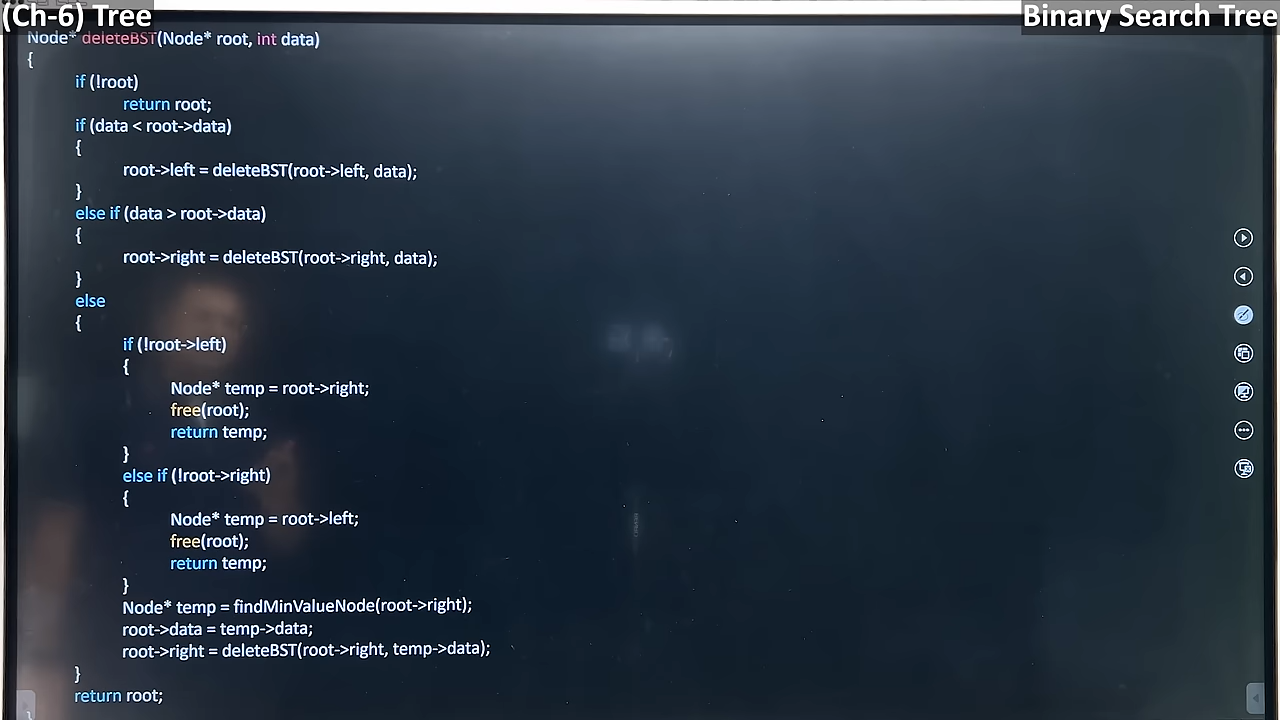 (Ch-6) Tree
Binary Search Tree
Node* deleteBST(Node* root, int data)
{
if (!root)
return root;
if (data < root->data)
{
root->left = deleteBST(root->left, data);
}
else if (data > root->data)
{
root->right = deleteBST(root->right, data);
}
else
{
if (!root->left)
{
Node* temp = root->right;
free(root);
return temp;
}
else if (!root->right)
{
Node* temp = root->left;
free(root);
return temp;
}
Node* temp = findMinValueNode(root->right);
root->data = temp->data;
root->right = deleteBST(root->right, temp->data);
}
return root;
}